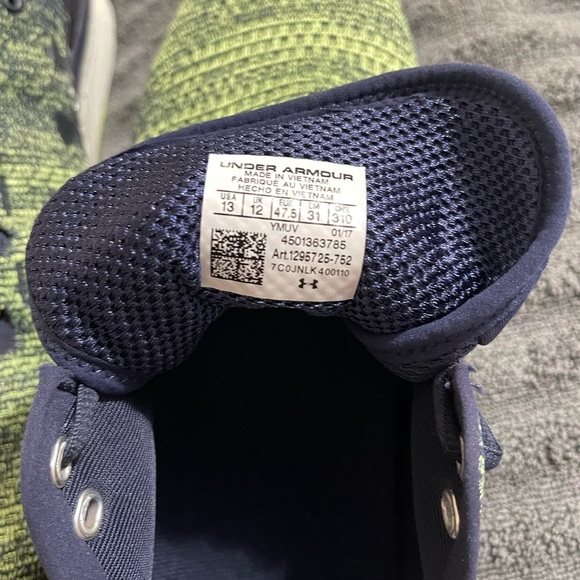 UNDER ARMOUR
MADE IN VIETNAM
FABRIQUÉ AU VIETNAM
HECHO EN VIETNAM
USA UK EUR CM CHN
13 12 47.5 31 310
YMUV 01/17
4501363785
Art.1295725-752
7C0JNLK400110